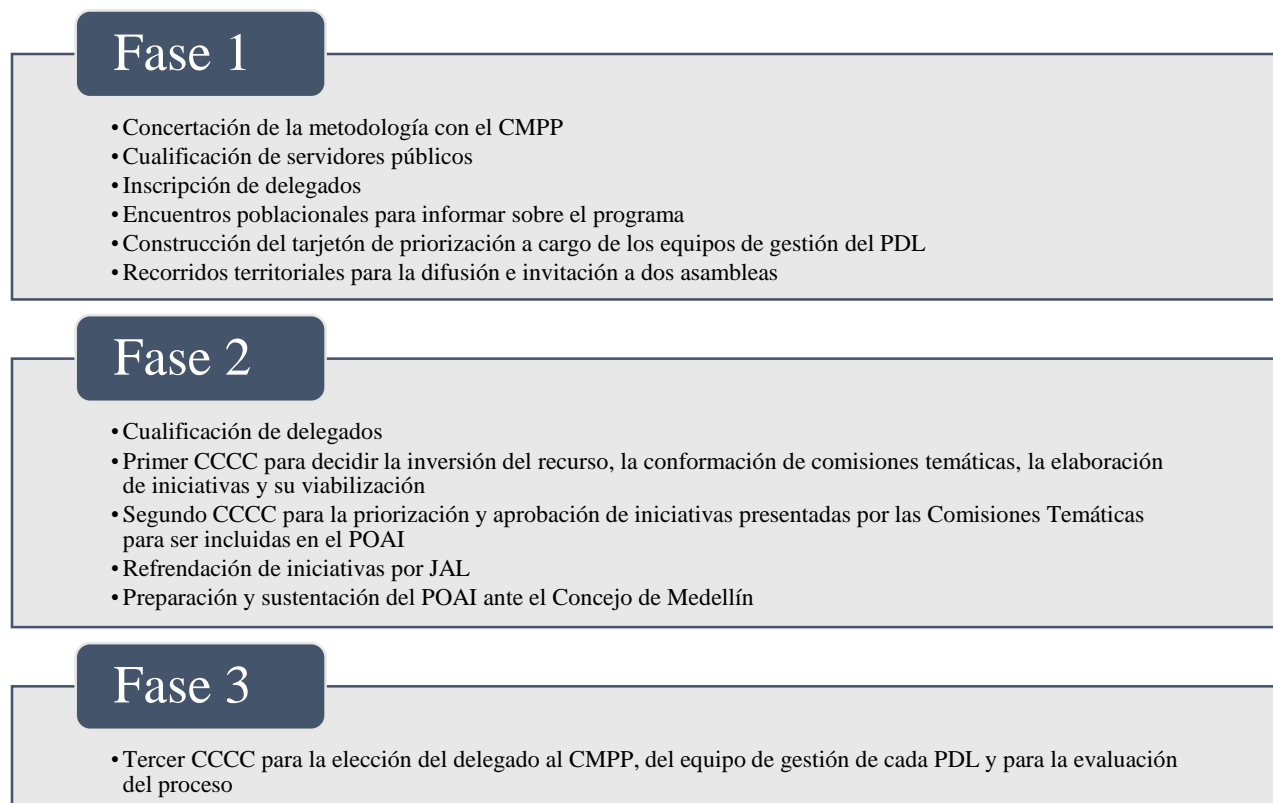 Fase 1
• Concertación de la metodología con el CMPP
• Cualificación de servidores públicos
• Inscripción de delegados
• Encuentros poblacionales para informar sobre el programa
• Construcción del tarjetón de priorización a cargo de los equipos de gestión del PDL
• Recorridos territoriales para la difusión e invitación a dos asambleas
Fase 2
• Cualificación de delegados
• Primer CCCC para decidir la inversión del recurso, la conformación de comisiones temáticas, la elaboración
de iniciativas y su viabilización
• Segundo CCCC para la priorización y aprobación de iniciativas presentadas por las Comisiones Temáticas
para ser incluidas en el POAI
• Refrendación de iniciativas por JAL
• Preparación y sustentación del POAI ante el Concejo de Medellín
Fase 3
• Tercer CCCC para la elección del delegado al CMPP, del equipo de gestión de cada PDL y para la evaluación
del proceso